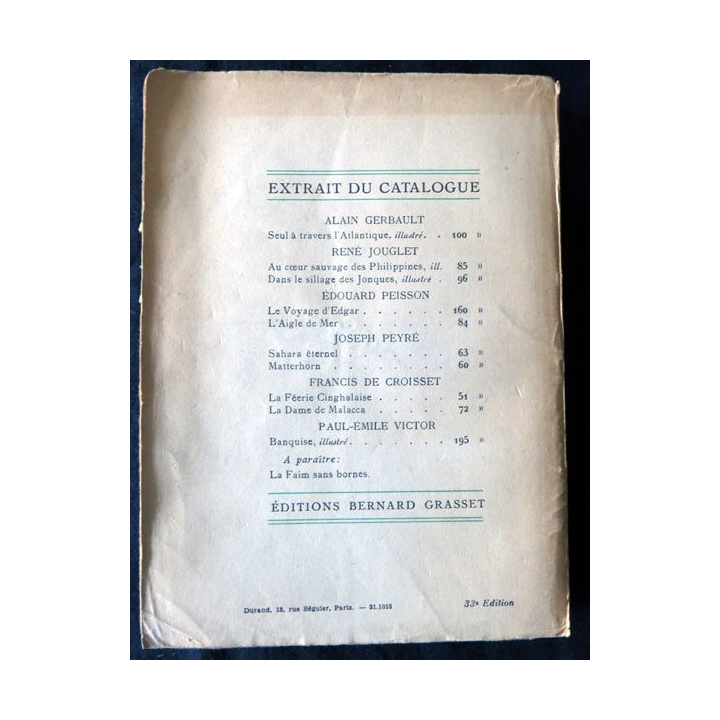 EXTRAIT DU CATALOGUE
ALAIN GERBAULT
Seul à travers l'Atlantique, illustré. . 100 »
RENÉ JOUGLET
Au cœur sauvage des Philippines, ill. 85 »
Dans le sillage des Jonques, illustré . 96 »
ÉDOUARD PEISSON
Le Voyage d'Edgar . . . . . . 160 »
L'Aigle de Mer . . . . . . . 84 »
JOSEPH PEYRÉ
Sahara éternel . . . . . . . 63 »
Matterhorn . . . . . . . . 60 »
FRANCIS DE CROISSET
La Féerie Cinghalaise . . . . . 51 »
La Dame de Malacca . . . . . 72 »
PAUL-ÉMILE VICTOR
Banquise, illustré. . . . . . . 195 »
A paraître:
La Faim sans bornes.
ÉDITIONS BERNARD GRASSET
Durand, 18, rue Séguier, Paris. — 31.1015
33e Edition